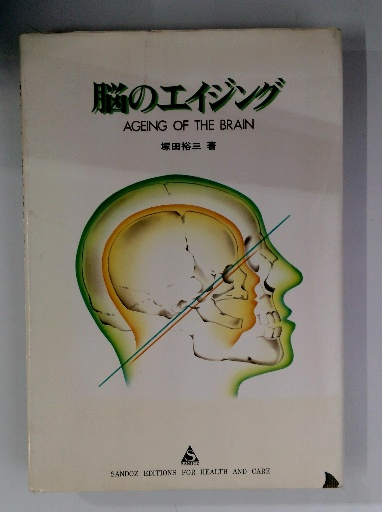 脳のエイジング
AGEING OF THE BRAIN
塚田裕三 著
SANDOZ
SANDOZ EDITIONS FOR HEALTH AND CARE